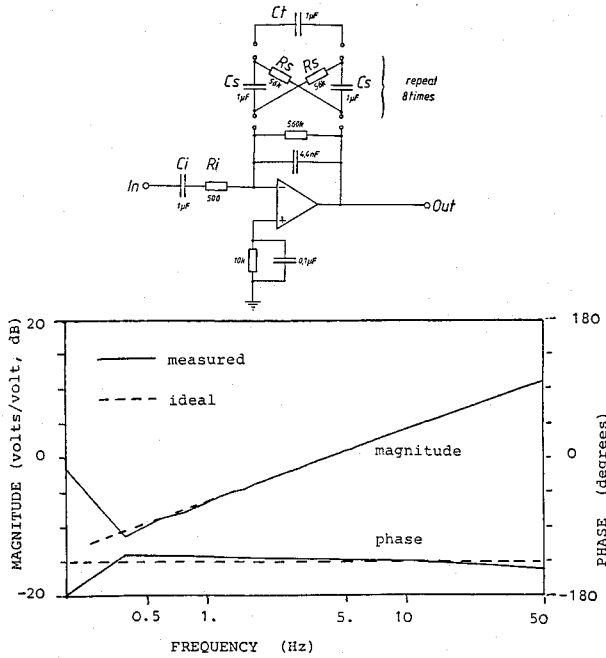 Ct
1µF
Rs Rs
56k 56k
Cs Cs
1µF 1µF
repeat
8 times
560k
4,4nF
Ci Ri
In
1µF 500
Out
10k 0,1µF
20 180
measured
ideal
10
magnitude
0 0
phase
-10
-20 -180
MAGNITUDE (volts/volt, dB)
PHASE (degrees)
0.5 1. 5. 10 50
FREQUENCY (Hz)